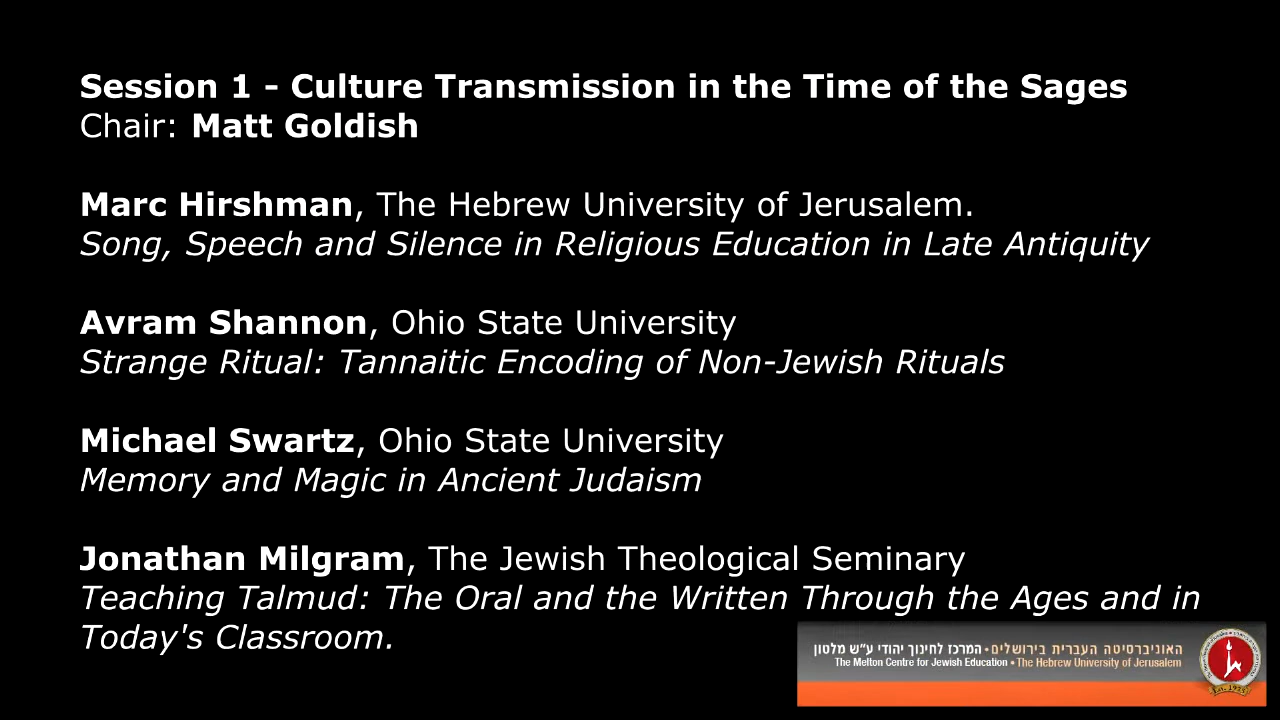 Session 1 - Culture Transmission in the Time of the Sages
Chair: Matt Goldish
Marc Hirshman, The Hebrew University of Jerusalem.
Song, Speech and Silence in Religious Education in Late Antiquity
Avram Shannon, Ohio State University
Strange Ritual: Tannaitic Encoding of Non-Jewish Rituals
Michael Swartz, Ohio State University
Memory and Magic in Ancient Judaism
Jonathan Milgram, The Jewish Theological Seminary
Teaching Talmud: The Oral and the Written Through the Ages and in
Today's Classroom.
האוניברסיטה העברית בירושלים • המרכז לחינוך יהודי ע״ש מלטון
The Melton Centre for Jewish Education • The Hebrew University of Jerusalem